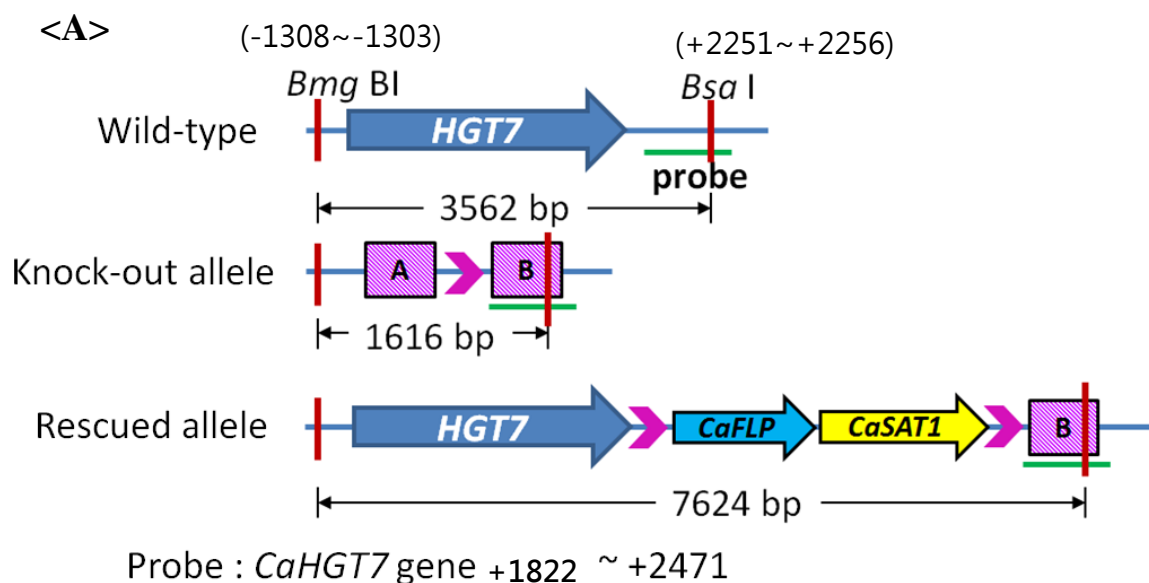 <A>
(-1308~-1303)
(+2251~+2256)
Bmg BI
Bsa I
Wild-type
HGT7
probe
3562 bp
Knock-out allele
A
B
1616 bp
Rescued allele
HGT7
CaFLP
CaSAT1
B
7624 bp
Probe : CaHGT7 gene +1822 ~ +2471